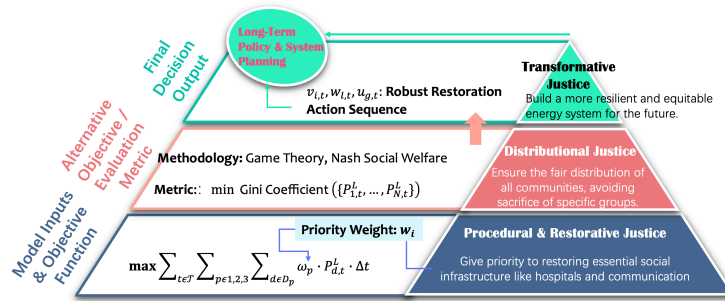 Final
Decision
Output
Long-Term
Policy & System
Planning
v_{i,t}, w_{l,t}, u_{g,t}: Robust Restoration
Action Sequence
Transformative
Justice
Build a more resilient and equitable
energy system for the future.
Alternative
Objective /
Evaluation
Metric
Methodology: Game Theory, Nash Social Welfare
Metric:: min Gini Coefficient ({P^L_{1,t}, …, P^L_{N,t}})
Distributional Justice
Ensure the fair distribution of
all communities, avoiding
sacrifice of specific groups.
Model Inputs
& Objective
Function
Priority Weight: w_i
max ∑_{t∈T} ∑_{p∈1,2,3} ∑_{d∈D_p} ω_p · P^L_{d,t} · Δt
Procedural & Restorative Justice
Give priority to restoring essential social
infrastructure like hospitals and communication